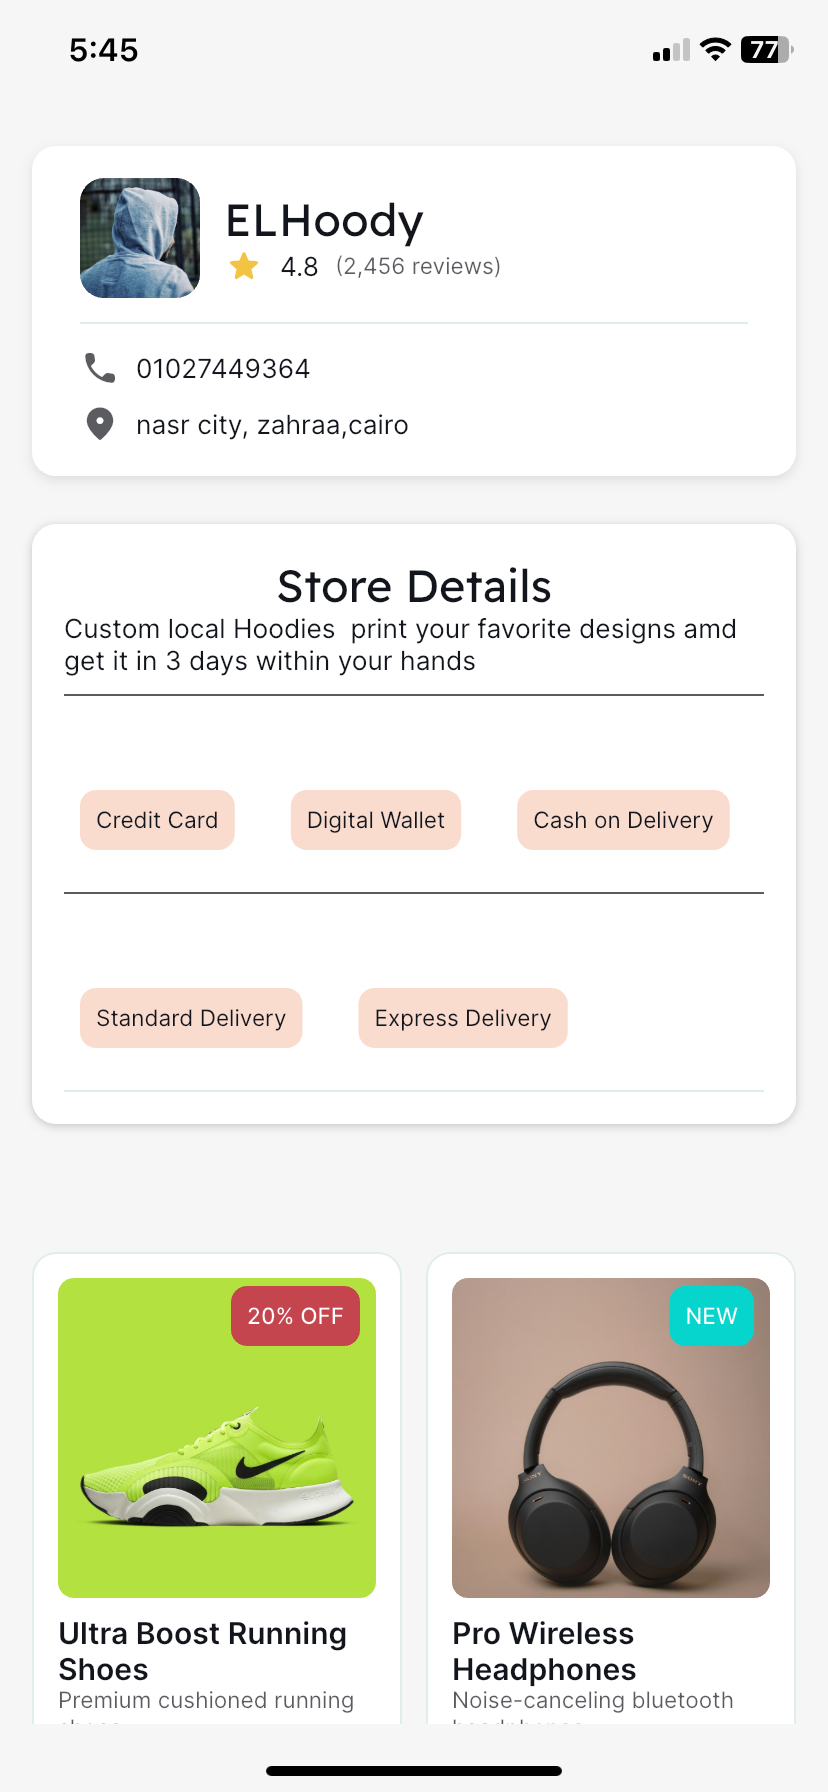 5:45
77
ELHoody
4.8 (2,456 reviews)
01027449364
nasr city, zahraa,cairo
Store Details
Custom local Hoodies  print your favorite designs amd
get it in 3 days within your hands
Credit Card
Digital Wallet
Cash on Delivery
Standard Delivery
Express Delivery
20% OFF
Ultra Boost Running
Shoes
Premium cushioned running
NEW
SONY
SONY
Pro Wireless
Headphones
Noise-canceling bluetooth